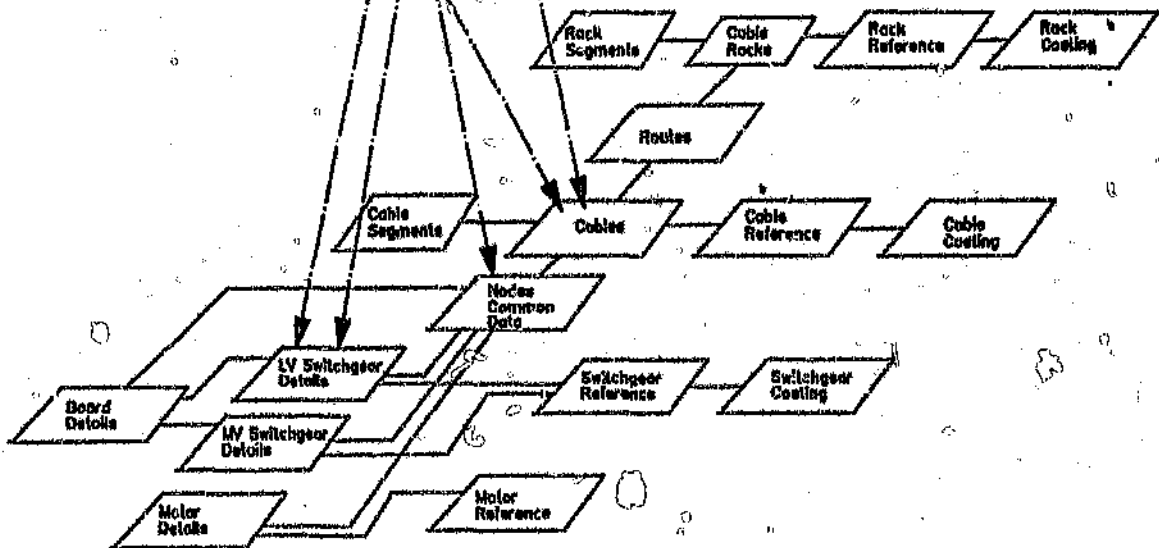 Rack
Segments
Cable
Racks
Rack
Reference
Rack
Costing
Routes
Cable
Segments
Cables
Cable
Reference
Cable
Costing
Nodes
Common
Data
LV Switchgear
Details
Switchgear
Reference
Switchgear
Costing
Board
Details
MV Switchgear
Details
Motor
Details
Motor
Reference